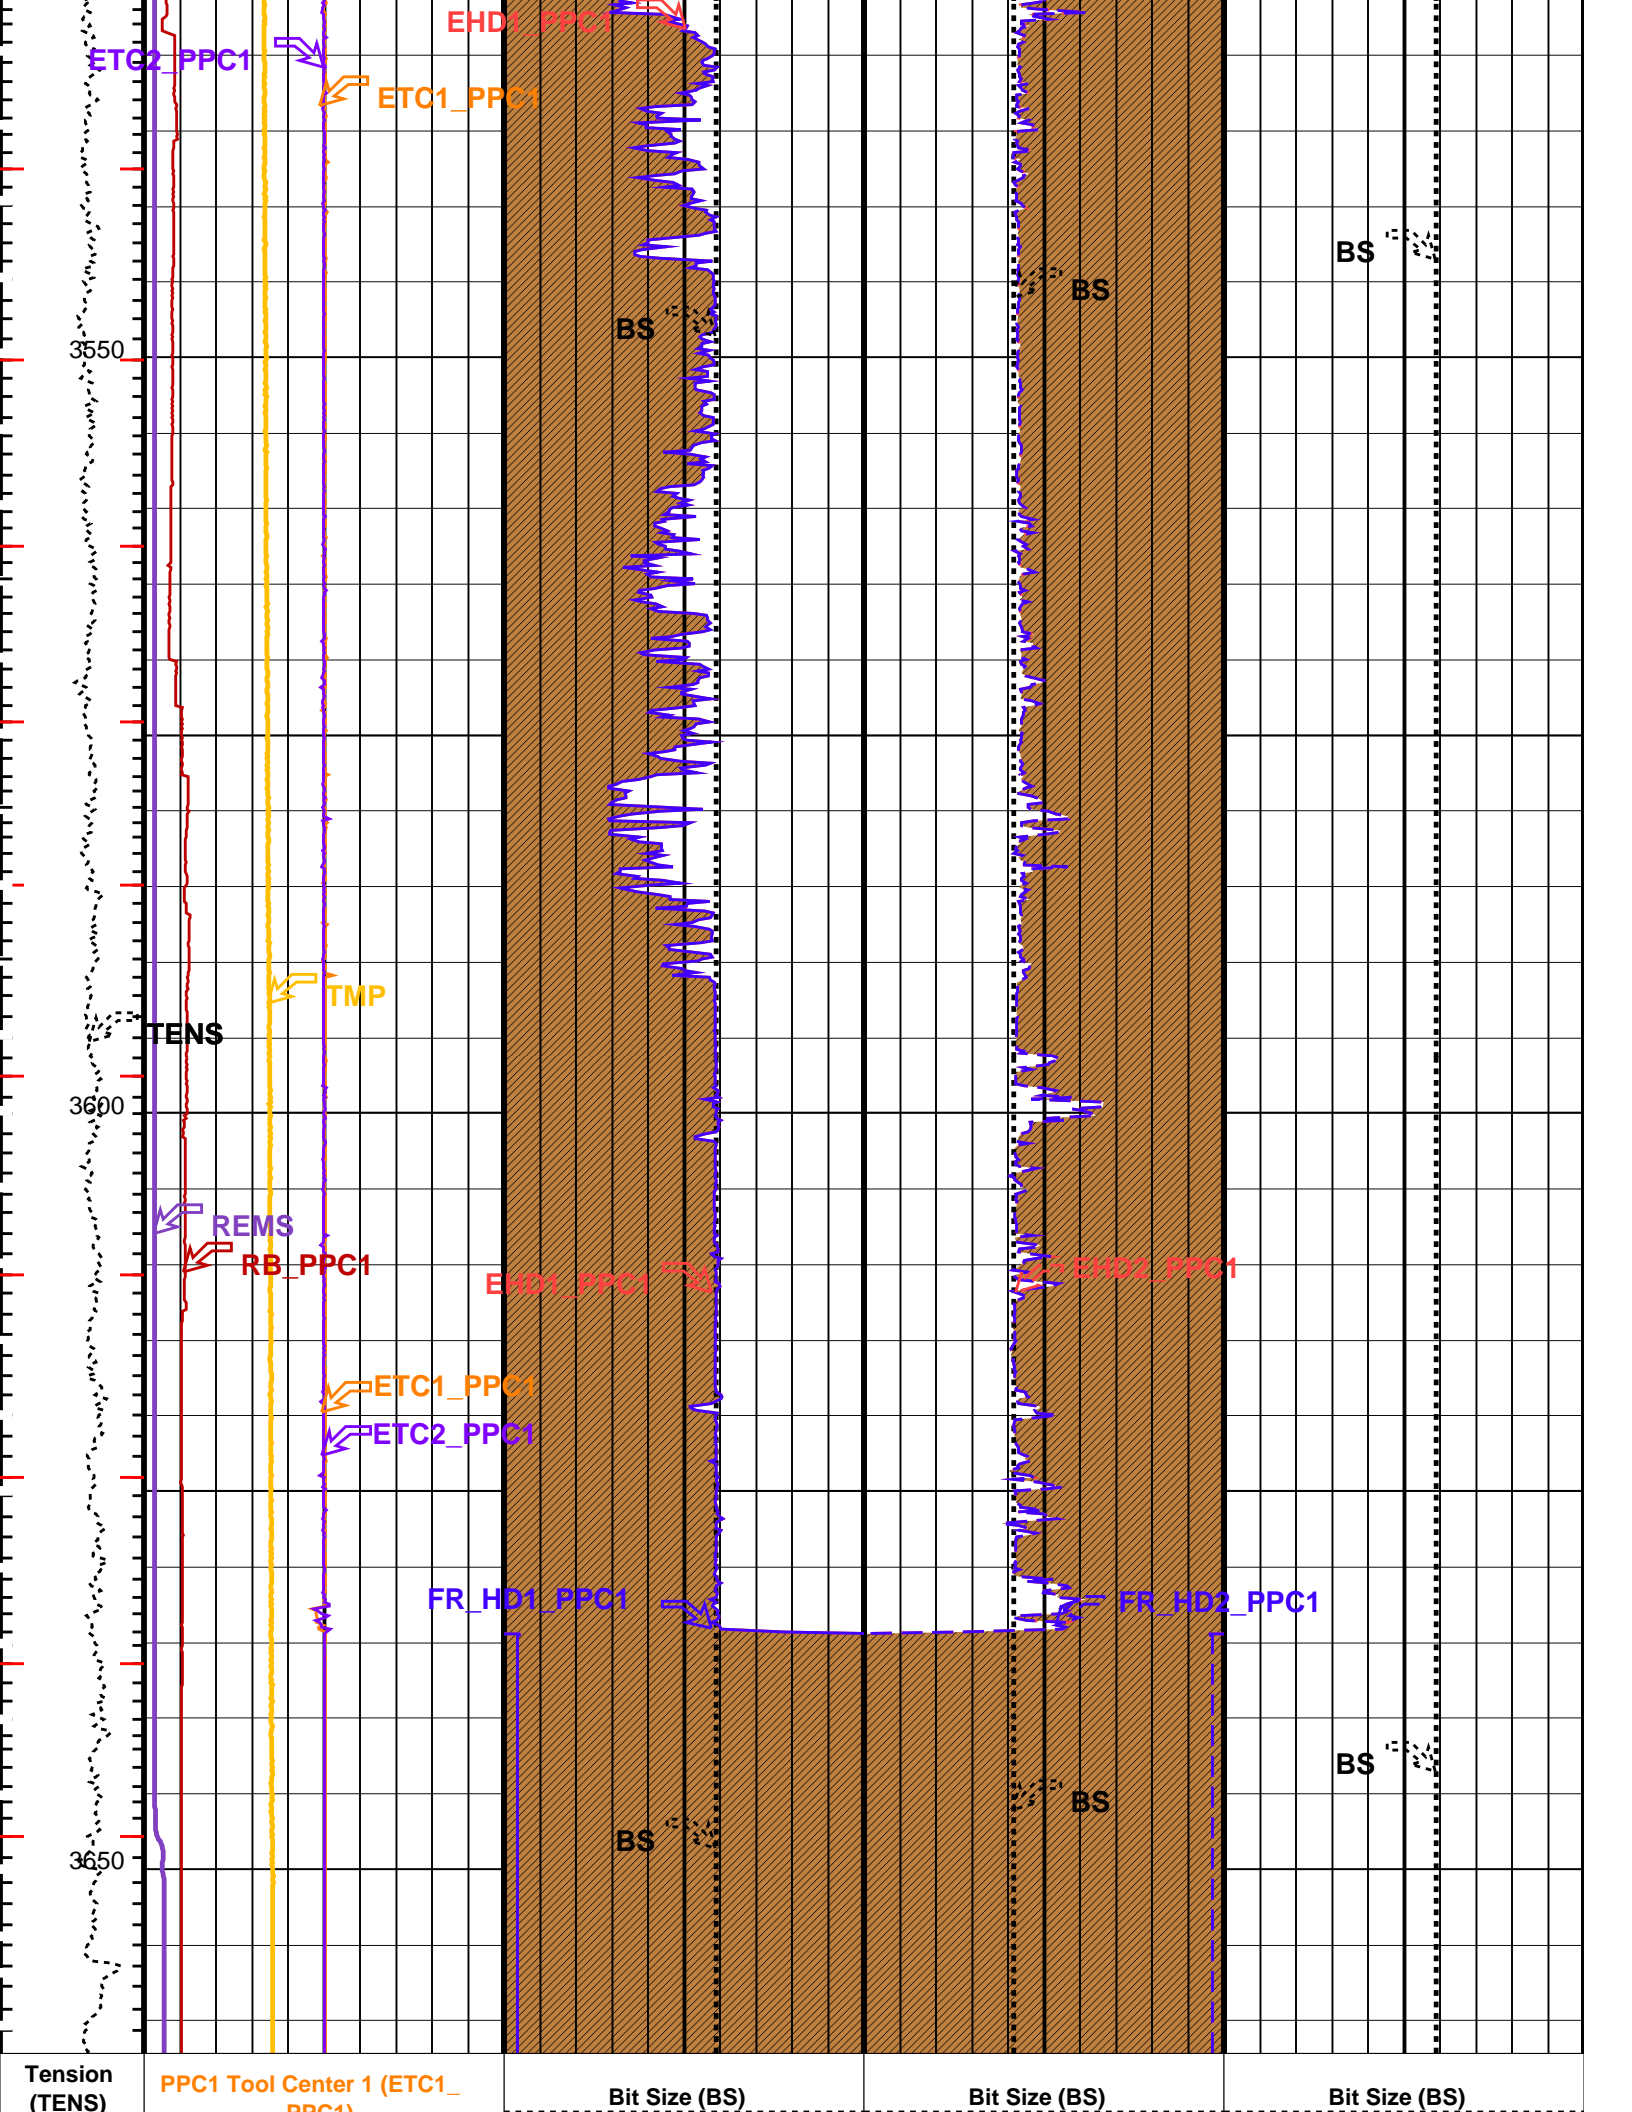 EHD1_PPC1
ETC2_PPC1
ETC1_PPC1
BS
BS
BS
3550
TMP
TENS
3600
REMS
RB_PPC1
EHD1_PPC1
EHD2_PPC1
ETC1_PPC1
ETC2_PPC1
FR_HD1_PPC1
FR_HD2_PPC1
BS
BS
BS
3650
Tension
(TENS)
PPC1 Tool Center 1 (ETC1_
PPC1)
Bit Size (BS)
Bit Size (BS)
Bit Size (BS)